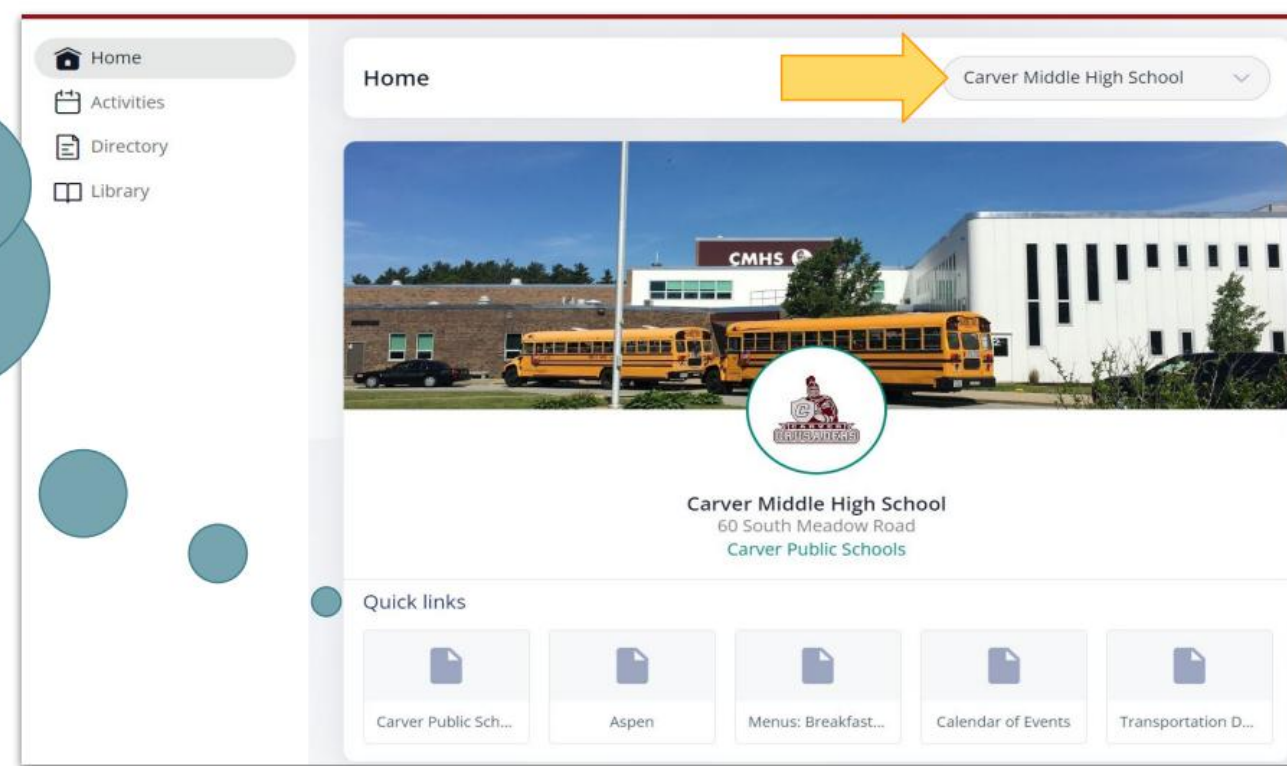 Home
Activities
Directory
Library
Home
Carver Middle High School
CMHS
C
CARVER
CRUSADERS
Carver Middle High School
60 South Meadow Road
Carver Public Schools
Quick links
Carver Public Sch...
Aspen
Menus: Breakfast...
Calendar of Events
Transportation D...